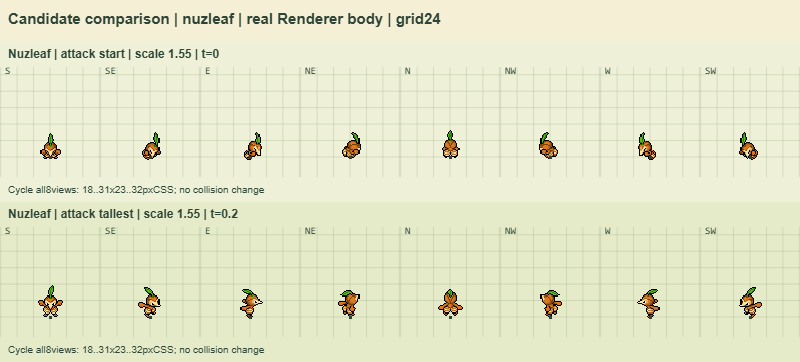 Candidate comparison | nuzleaf | real Renderer body | grid24
Nuzleaf | attack start | scale 1.55 | t=0
S SE E NE N NW W SW
Cycle all8views: 18..31x23..32pxCSS; no collision change
Nuzleaf | attack tallest | scale 1.55 | t=0.2
S SE E NE N NW W SW
Cycle all8views: 18..31x23..32pxCSS; no collision change